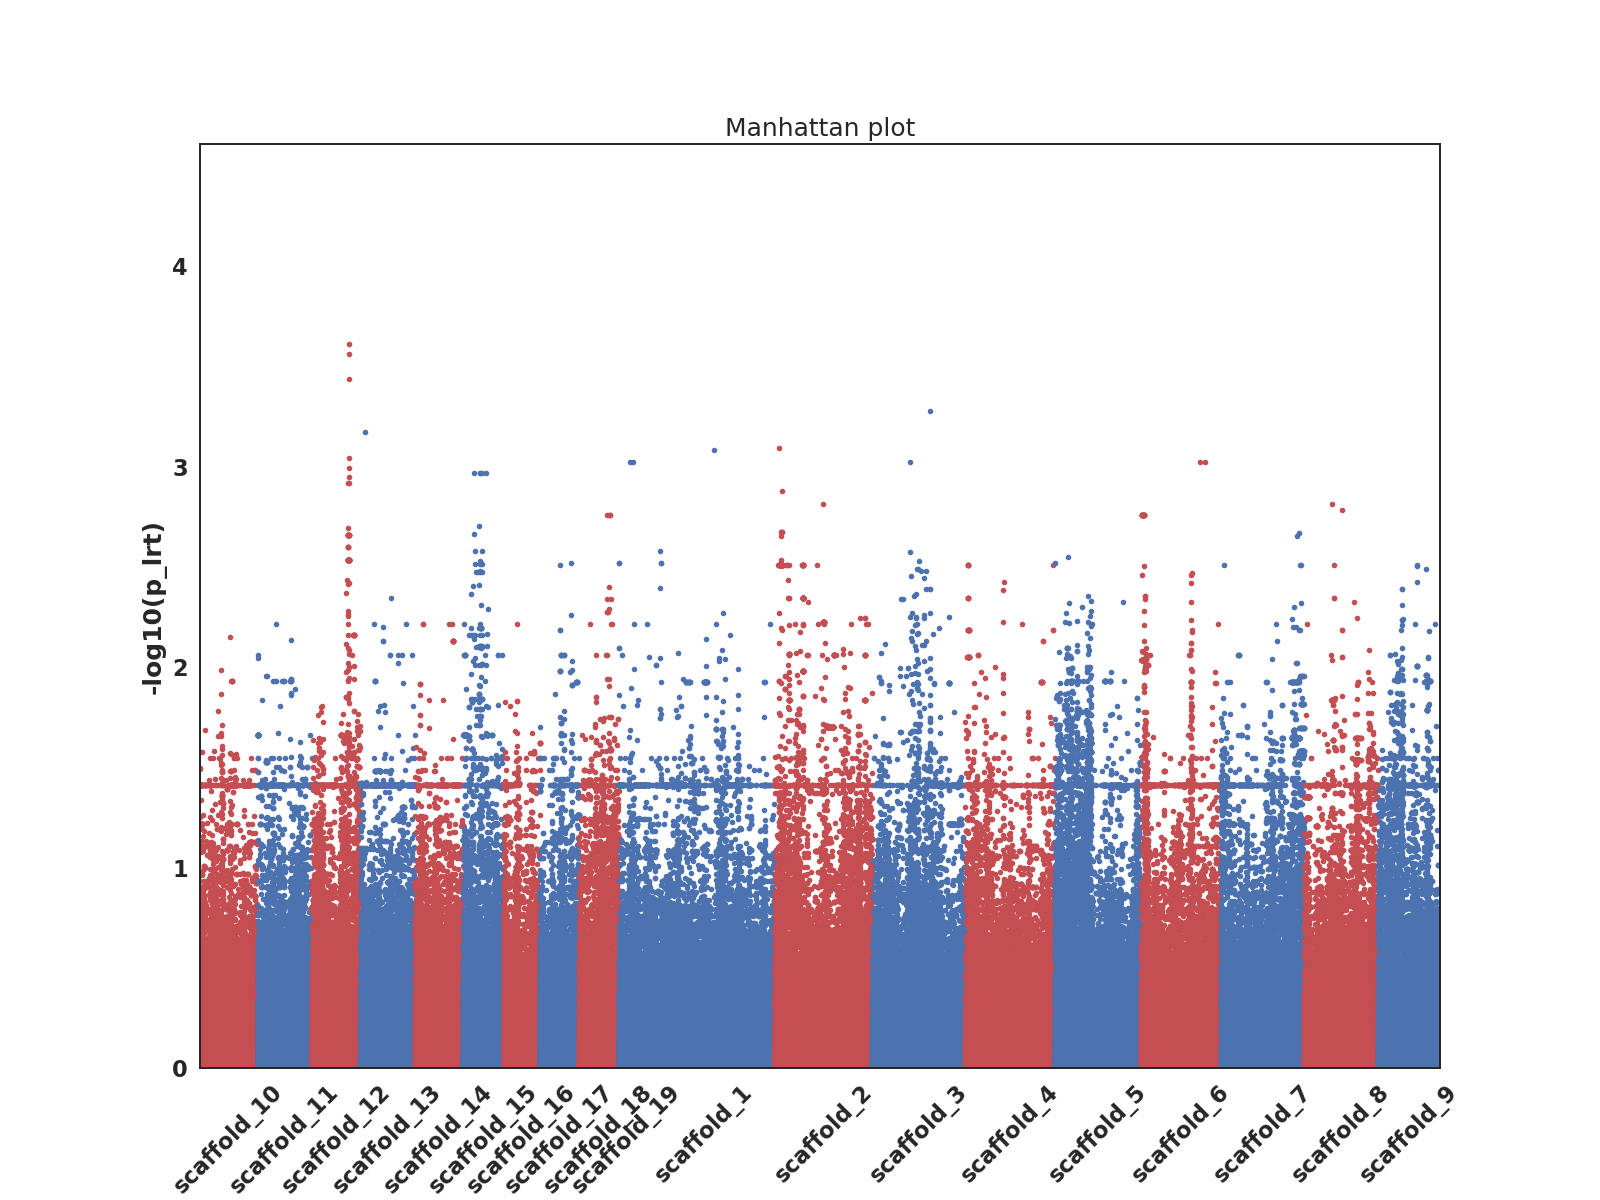 Manhattan plot
4
3
2
1
0
-log10(p_lrt)
scaffold_10
scaffold_11
scaffold_12
scaffold_13
scaffold_14
scaffold_15
scaffold_16
scaffold_17
scaffold_18
scaffold_19
scaffold_1
scaffold_2
scaffold_3
scaffold_4
scaffold_5
scaffold_6
scaffold_7
scaffold_8
scaffold_9